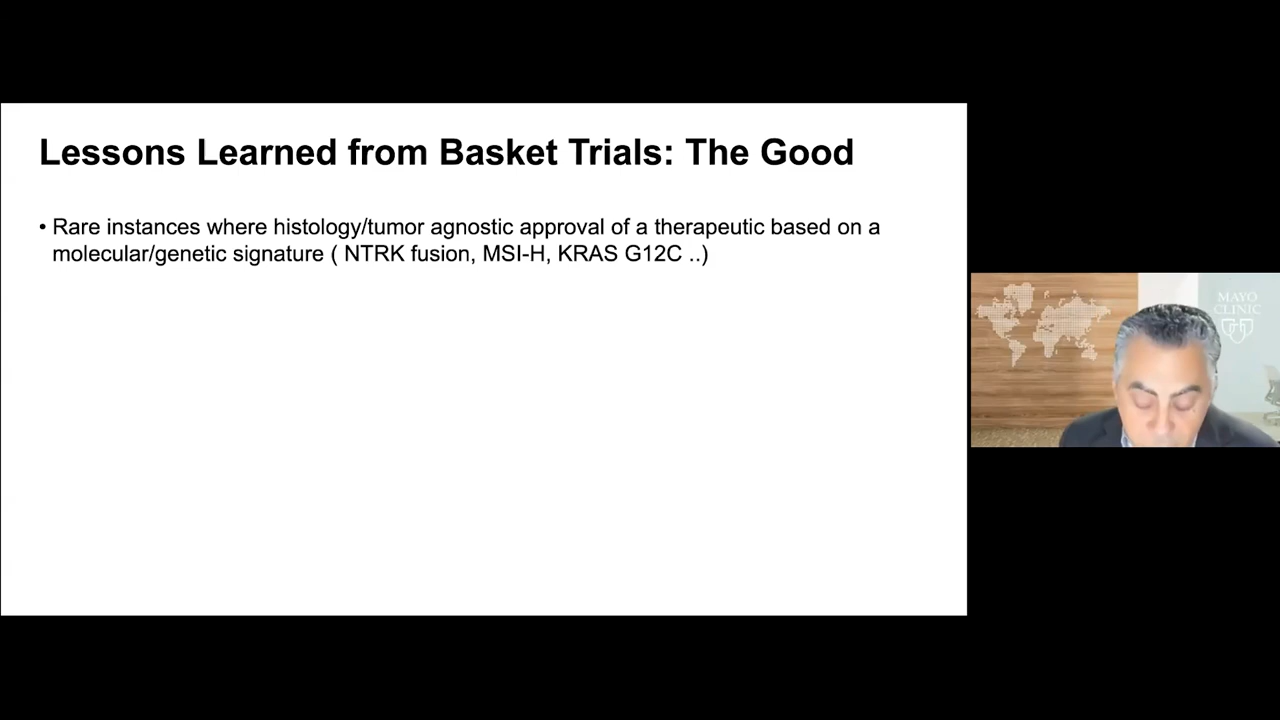 Lessons Learned from Basket Trials: The Good
• Rare instances where histology/tumor agnostic approval of a therapeutic based on a
molecular/genetic signature ( NTRK fusion, MSI-H, KRAS G12C ..)
MAYO
CLINIC